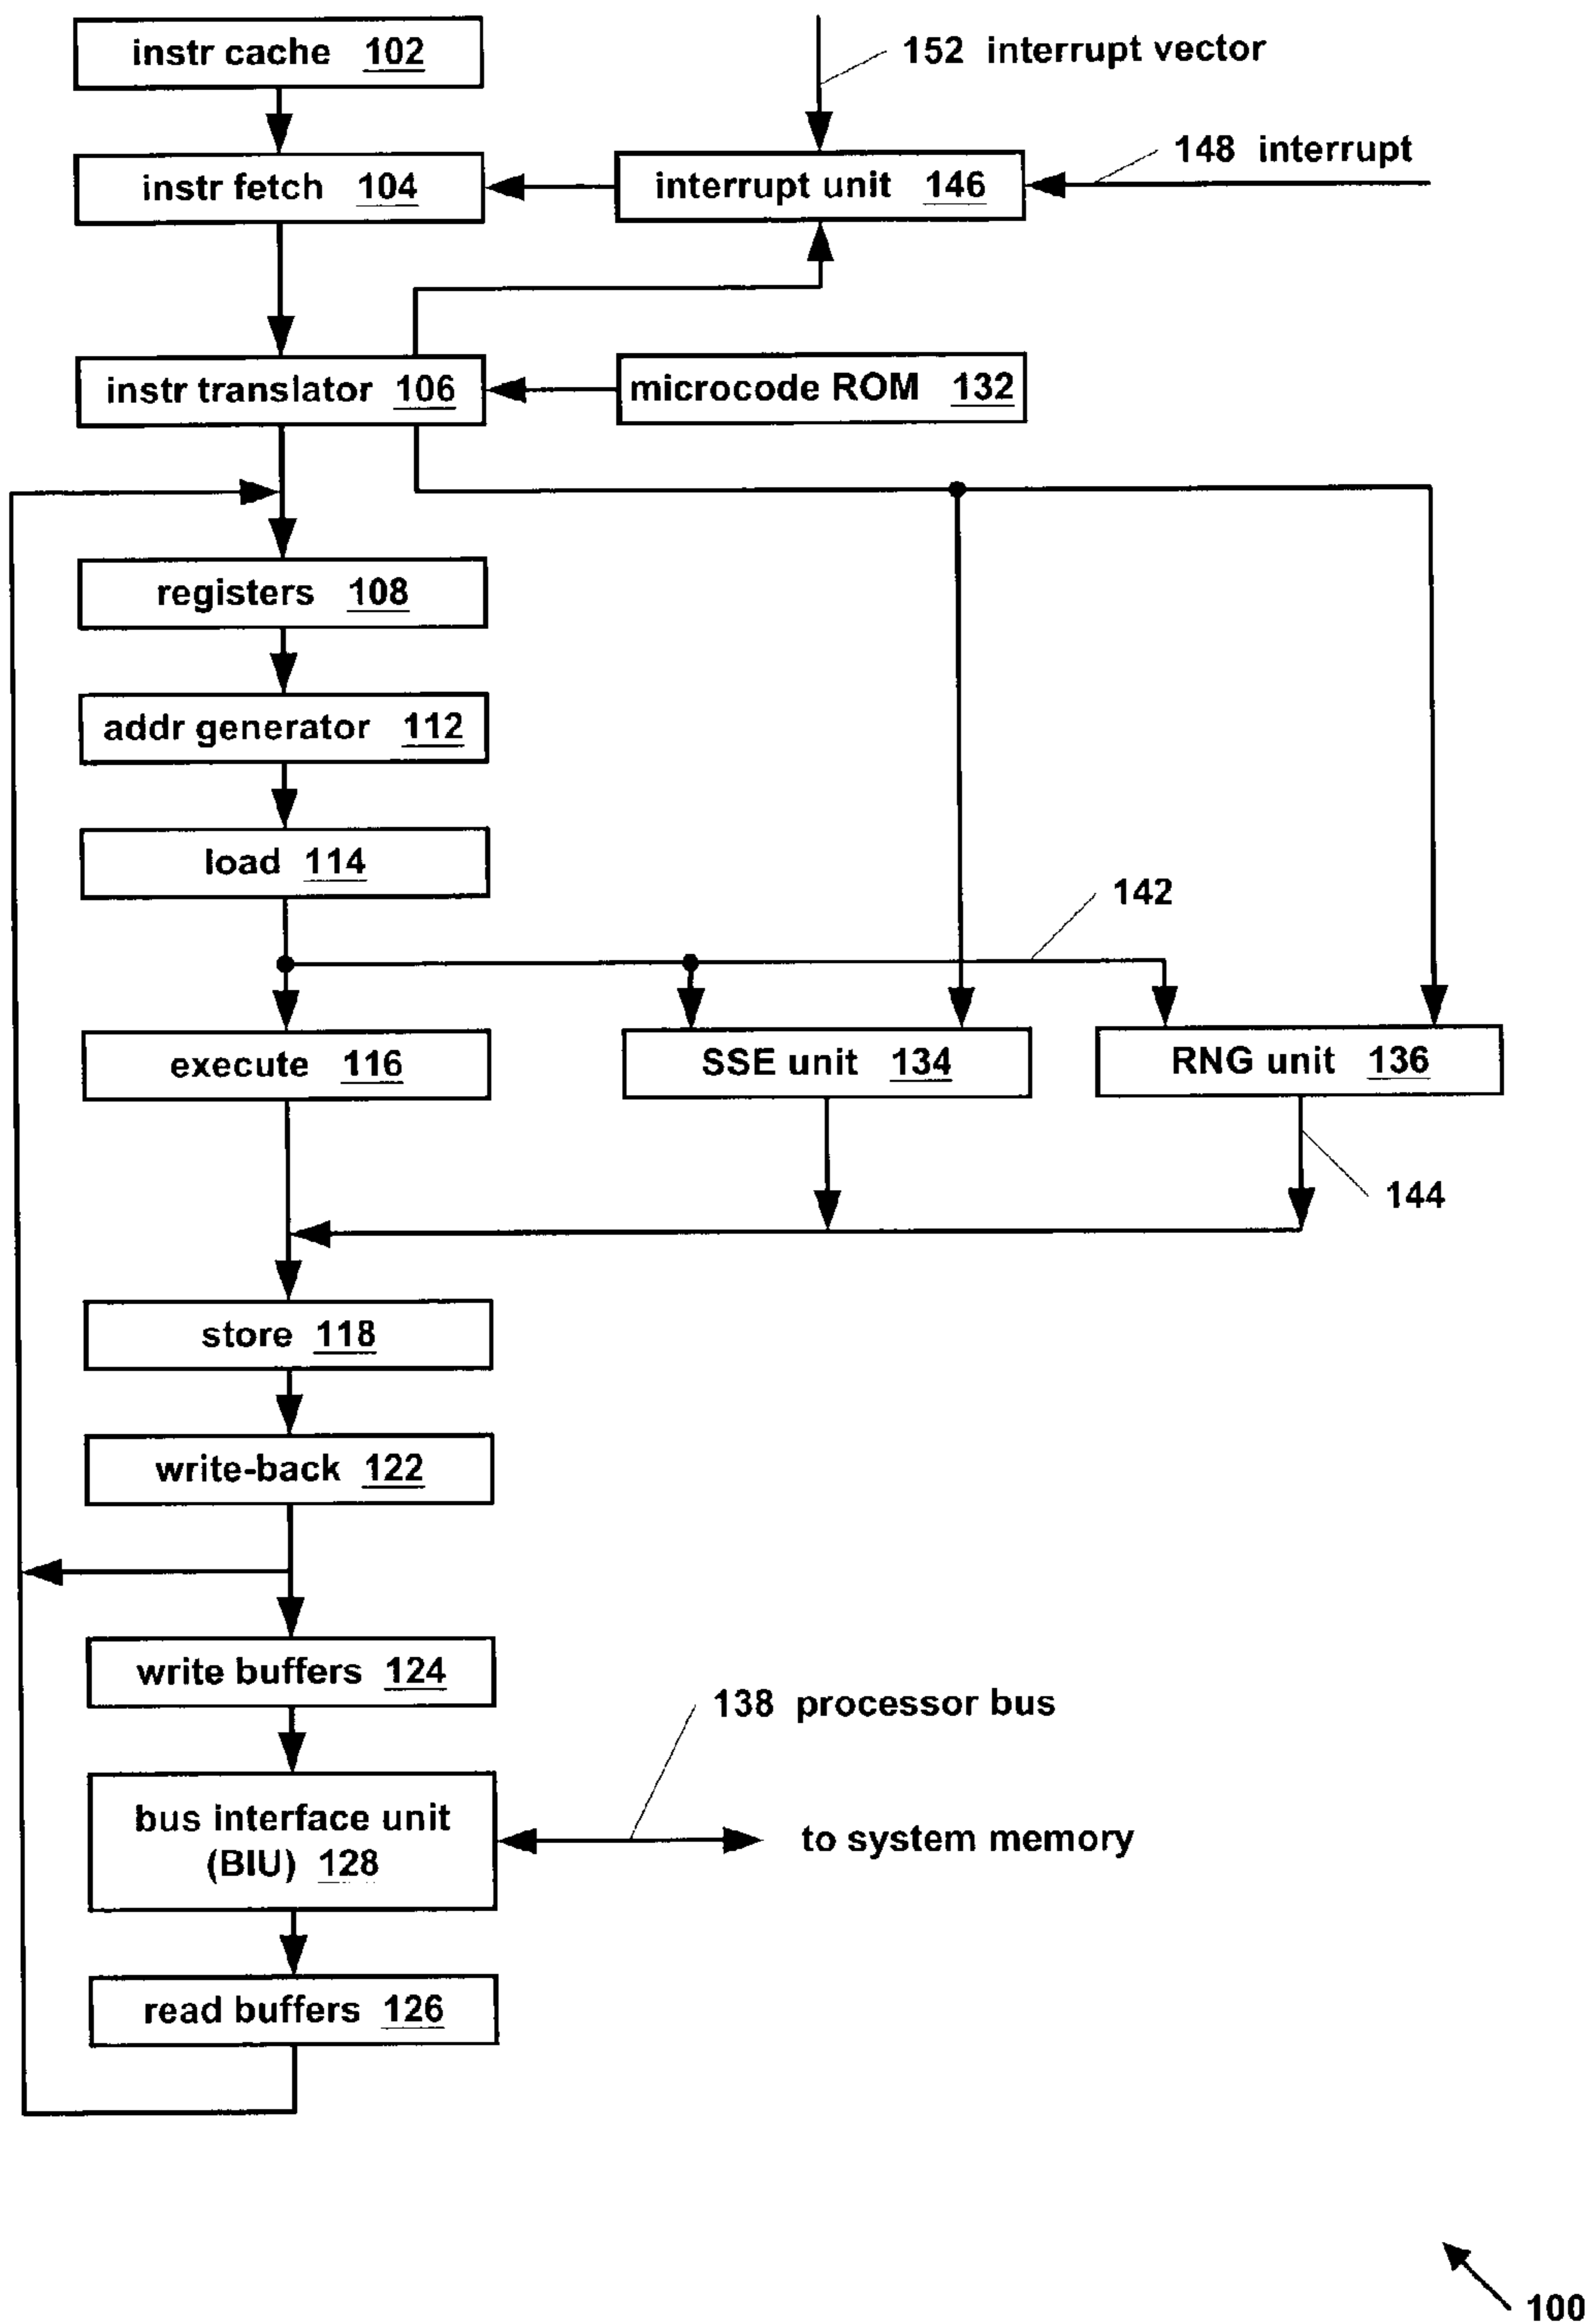 instr cache 102
152 interrupt vector
148 interrupt
instr fetch 104
interrupt unit 146
instr translator 106
microcode ROM 132
registers 108
addr generator 112
load 114
142
execute 116
SSE unit 134
RNG unit 136
144
store 118
write-back 122
write buffers 124
138 processor bus
bus interface unit
(BIU) 128
to system memory
read buffers 126
100